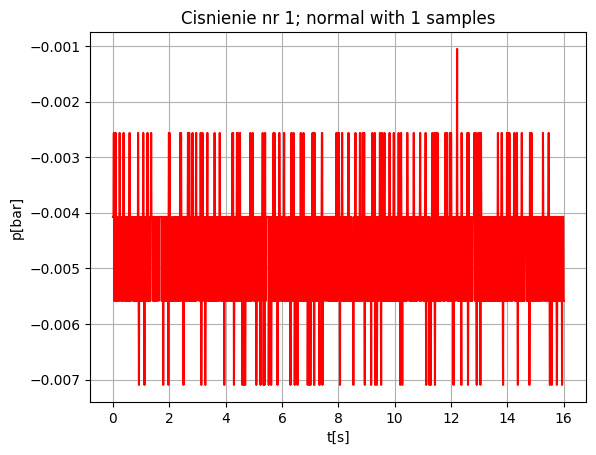 Cisnienie nr 1; normal with 1 samples
−0.001
−0.002
−0.003
−0.004
−0.005
−0.006
−0.007
p[bar]
0 2 4 6 8 10 12 14 16
t[s]